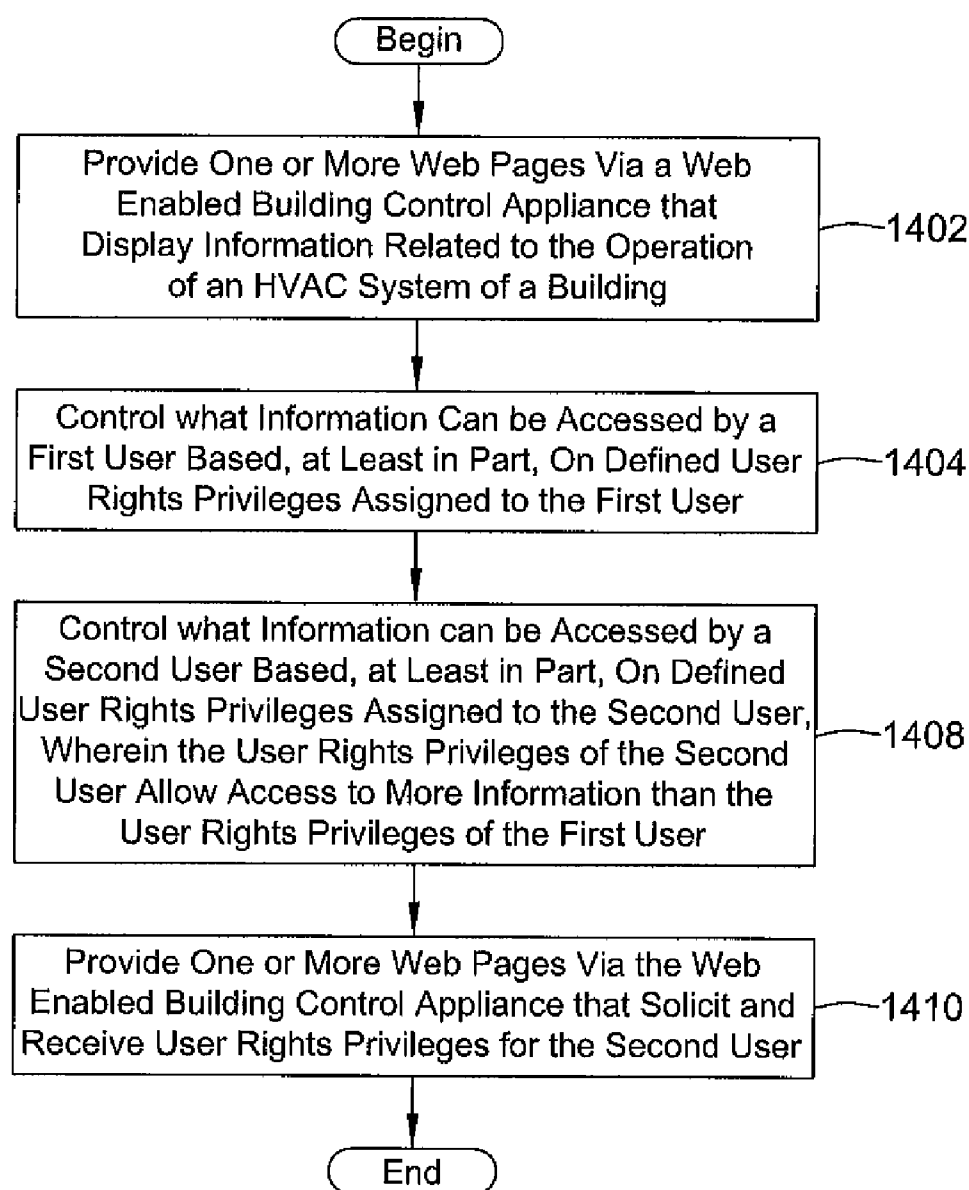 Begin
Provide One or More Web Pages Via a Web
Enabled Building Control Appliance that
Display Information Related to the Operation
of an HVAC System of a Building
1402
Control what Information Can be Accessed by a
First User Based, at Least in Part, On Defined User
Rights Privileges Assigned to the First User
1404
Control what Information can be Accessed by a
Second User Based, at Least in Part, On Defined
User Rights Privileges Assigned to the Second User,
Wherein the User Rights Privileges of the Second
User Allow Access to More Information than the
User Rights Privileges of the First User
1408
Provide One or More Web Pages Via the Web
Enabled Building Control Appliance that Solicit and
Receive User Rights Privileges for the Second User
1410
End